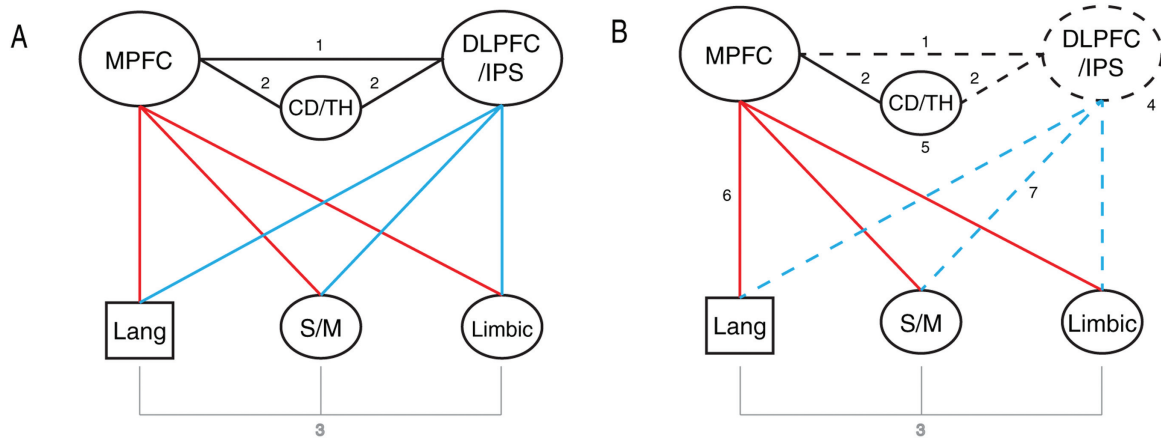 A
MPFC
1
2
2
CD/TH
DLPFC
/IPS
Lang
S/M
Limbic
3
B
MPFC
1
2
2
CD/TH
5
DLPFC
/IPS
4
6
7
Lang
S/M
Limbic
3